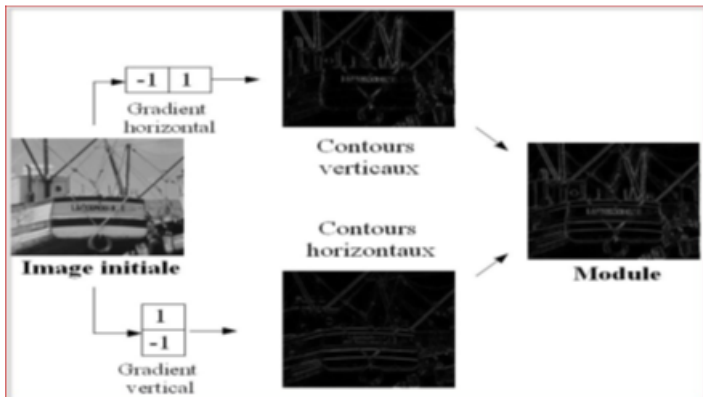 -1 1
Gradient
horizontal
Contours
verticaux
Image initiale
Contours
horizontaux
Module
1
-1
Gradient
vertical